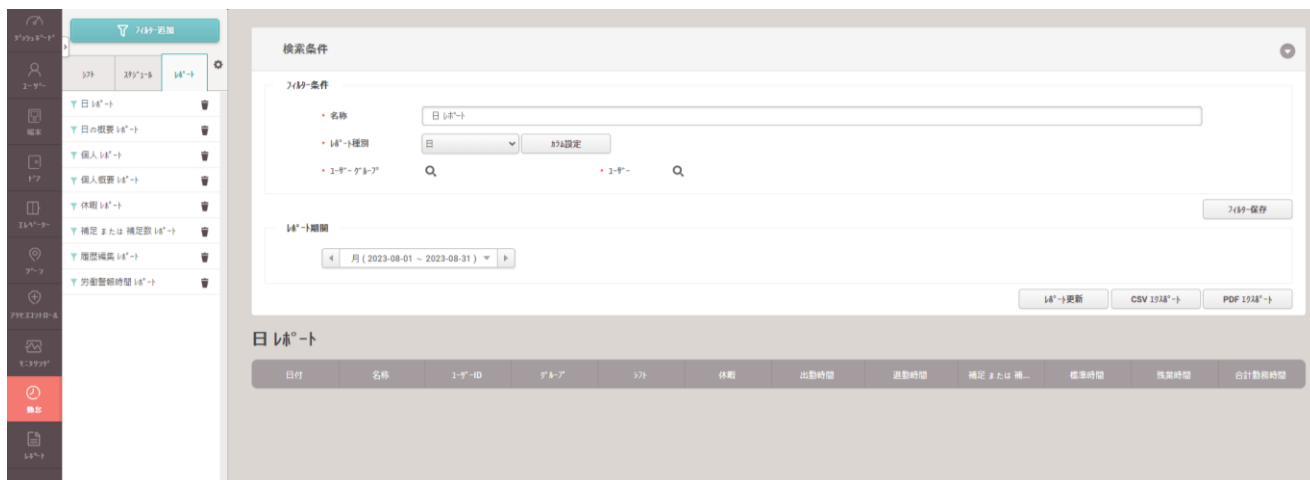 ﾀﾞｯｼｭﾎﾞｰﾄﾞ
ﾕｰｻﾞｰ
端末
ﾄﾞｱ
ｴﾚﾍﾞｰﾀｰ
ｿﾞｰﾝ
ｱｸｾｽｺﾝﾄﾛｰﾙ
ﾓﾆﾀﾘﾝｸﾞ
勤怠
ﾚﾎﾟｰﾄ
ﾌｨﾙﾀｰ追加
ｼﾌﾄ ｽｹｼﾞｭｰﾙ ﾚﾎﾟｰﾄ
日 ﾚﾎﾟｰﾄ
日の概要 ﾚﾎﾟｰﾄ
個人 ﾚﾎﾟｰﾄ
個人概要 ﾚﾎﾟｰﾄ
休暇 ﾚﾎﾟｰﾄ
補足 または 補足数 ﾚﾎﾟｰﾄ
履歴編集 ﾚﾎﾟｰﾄ
労働警報時間 ﾚﾎﾟｰﾄ
検索条件
ﾌｨﾙﾀｰ条件
• 名称 日 ﾚﾎﾟｰﾄ
• ﾚﾎﾟｰﾄ種別 日 ｶﾗﾑ設定
• ﾕｰｻﾞｰ ｸﾞﾙｰﾌﾟ • ﾕｰｻﾞｰ
ﾌｨﾙﾀｰ保存
ﾚﾎﾟｰﾄ期間
月 ( 2023-08-01 ~ 2023-08-31 )
ﾚﾎﾟｰﾄ更新 CSV ｴｸｽﾎﾟｰﾄ PDF ｴｸｽﾎﾟｰﾄ
日 ﾚﾎﾟｰﾄ
日付 名称 ﾕｰｻﾞｰID ｸﾞﾙｰﾌﾟ ｼﾌﾄ 休暇 出勤時間 退勤時間 補足 または 補... 標準時間 残業時間 合計勤務時間